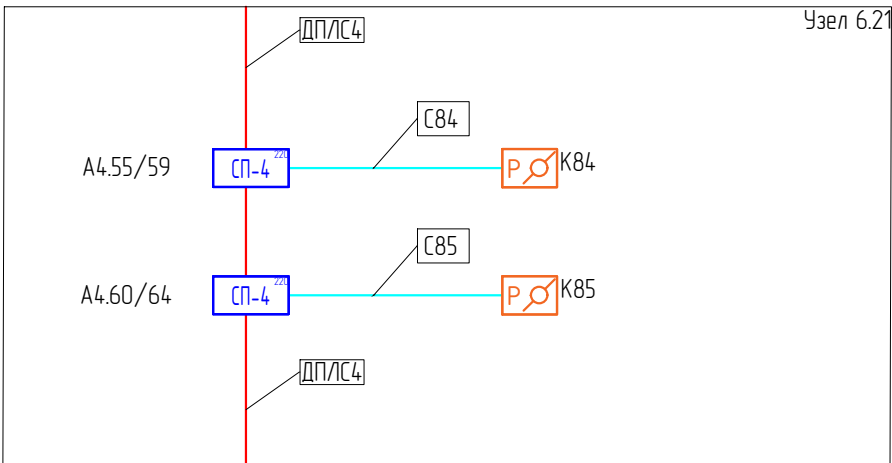 Узел 6.21
ДПЛС4
С84
А4.55/59
СП-4
220
Р
К84
С85
А4.60/64
СП-4
220
Р
К85
ДПЛС4